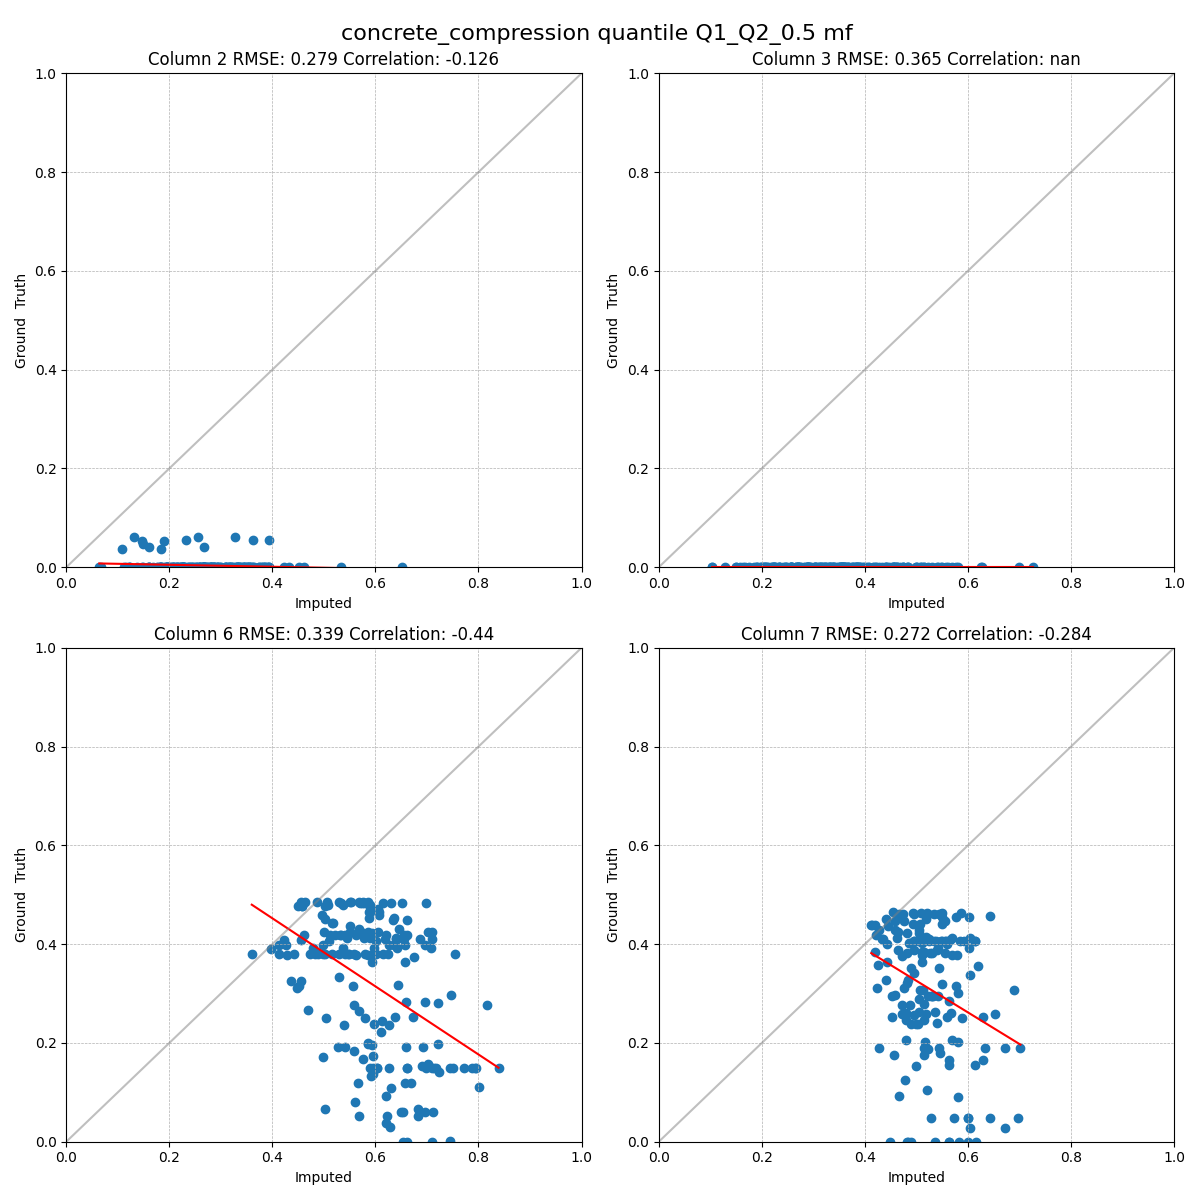 concrete_compression quantile Q1_Q2_0.5 mf
Column 2 RMSE: 0.279 Correlation: -0.126
1.0
0.8
0.6
0.4
0.2
0.0
Ground Truth
0.0 0.2 0.4 0.6 0.8 1.0
Imputed
Column 3 RMSE: 0.365 Correlation: nan
1.0
0.8
0.6
0.4
0.2
0.0
Ground Truth
0.0 0.2 0.4 0.6 0.8 1.0
Imputed
Column 6 RMSE: 0.339 Correlation: -0.44
1.0
0.8
0.6
0.4
0.2
0.0
Ground Truth
0.0 0.2 0.4 0.6 0.8 1.0
Imputed
Column 7 RMSE: 0.272 Correlation: -0.284
1.0
0.8
0.6
0.4
0.2
0.0
Ground Truth
0.0 0.2 0.4 0.6 0.8 1.0
Imputed